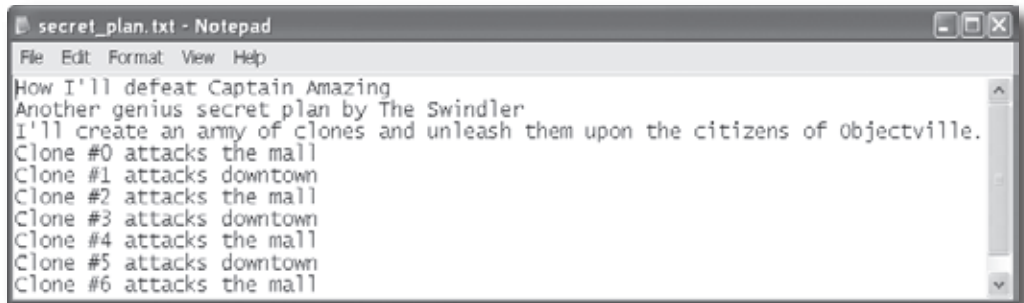 secret_plan.txt - Notepad
File Edit Format View Help
How I'll defeat Captain Amazing
Another genius secret plan by The Swindler
I'll create an army of clones and unleash them upon the citizens of Objectville.
Clone #0 attacks the mall
Clone #1 attacks downtown
Clone #2 attacks the mall
Clone #3 attacks downtown
Clone #4 attacks the mall
Clone #5 attacks downtown
Clone #6 attacks the mall